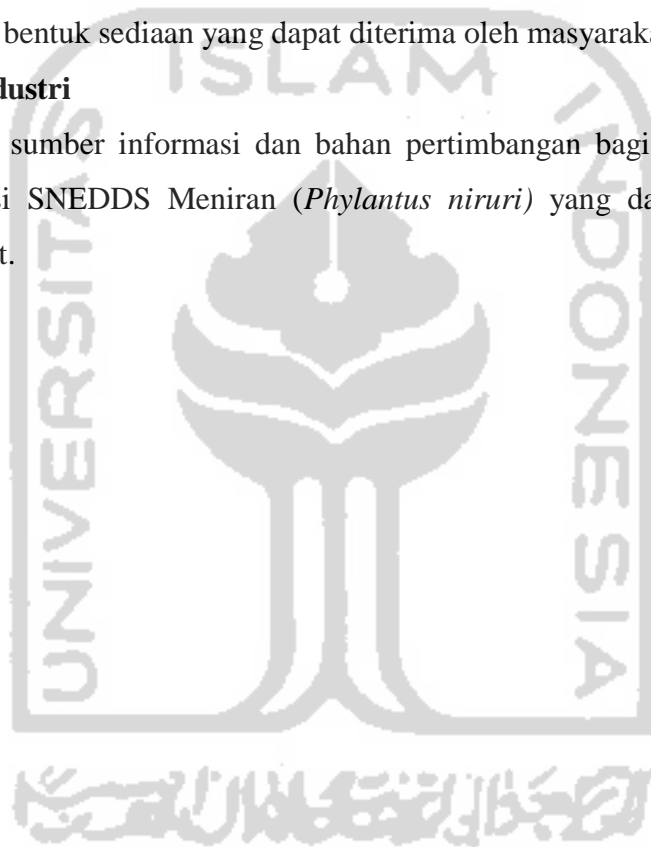 bentuk sediaan yang dapat diterima oleh masyaraka
dustri
sumber informasi dan bahan pertimbangan bagi
si SNEDDS Meniran (Phylantus niruri) yang da
t.
ISLAM
UNIVERSITAS
INDONESIA